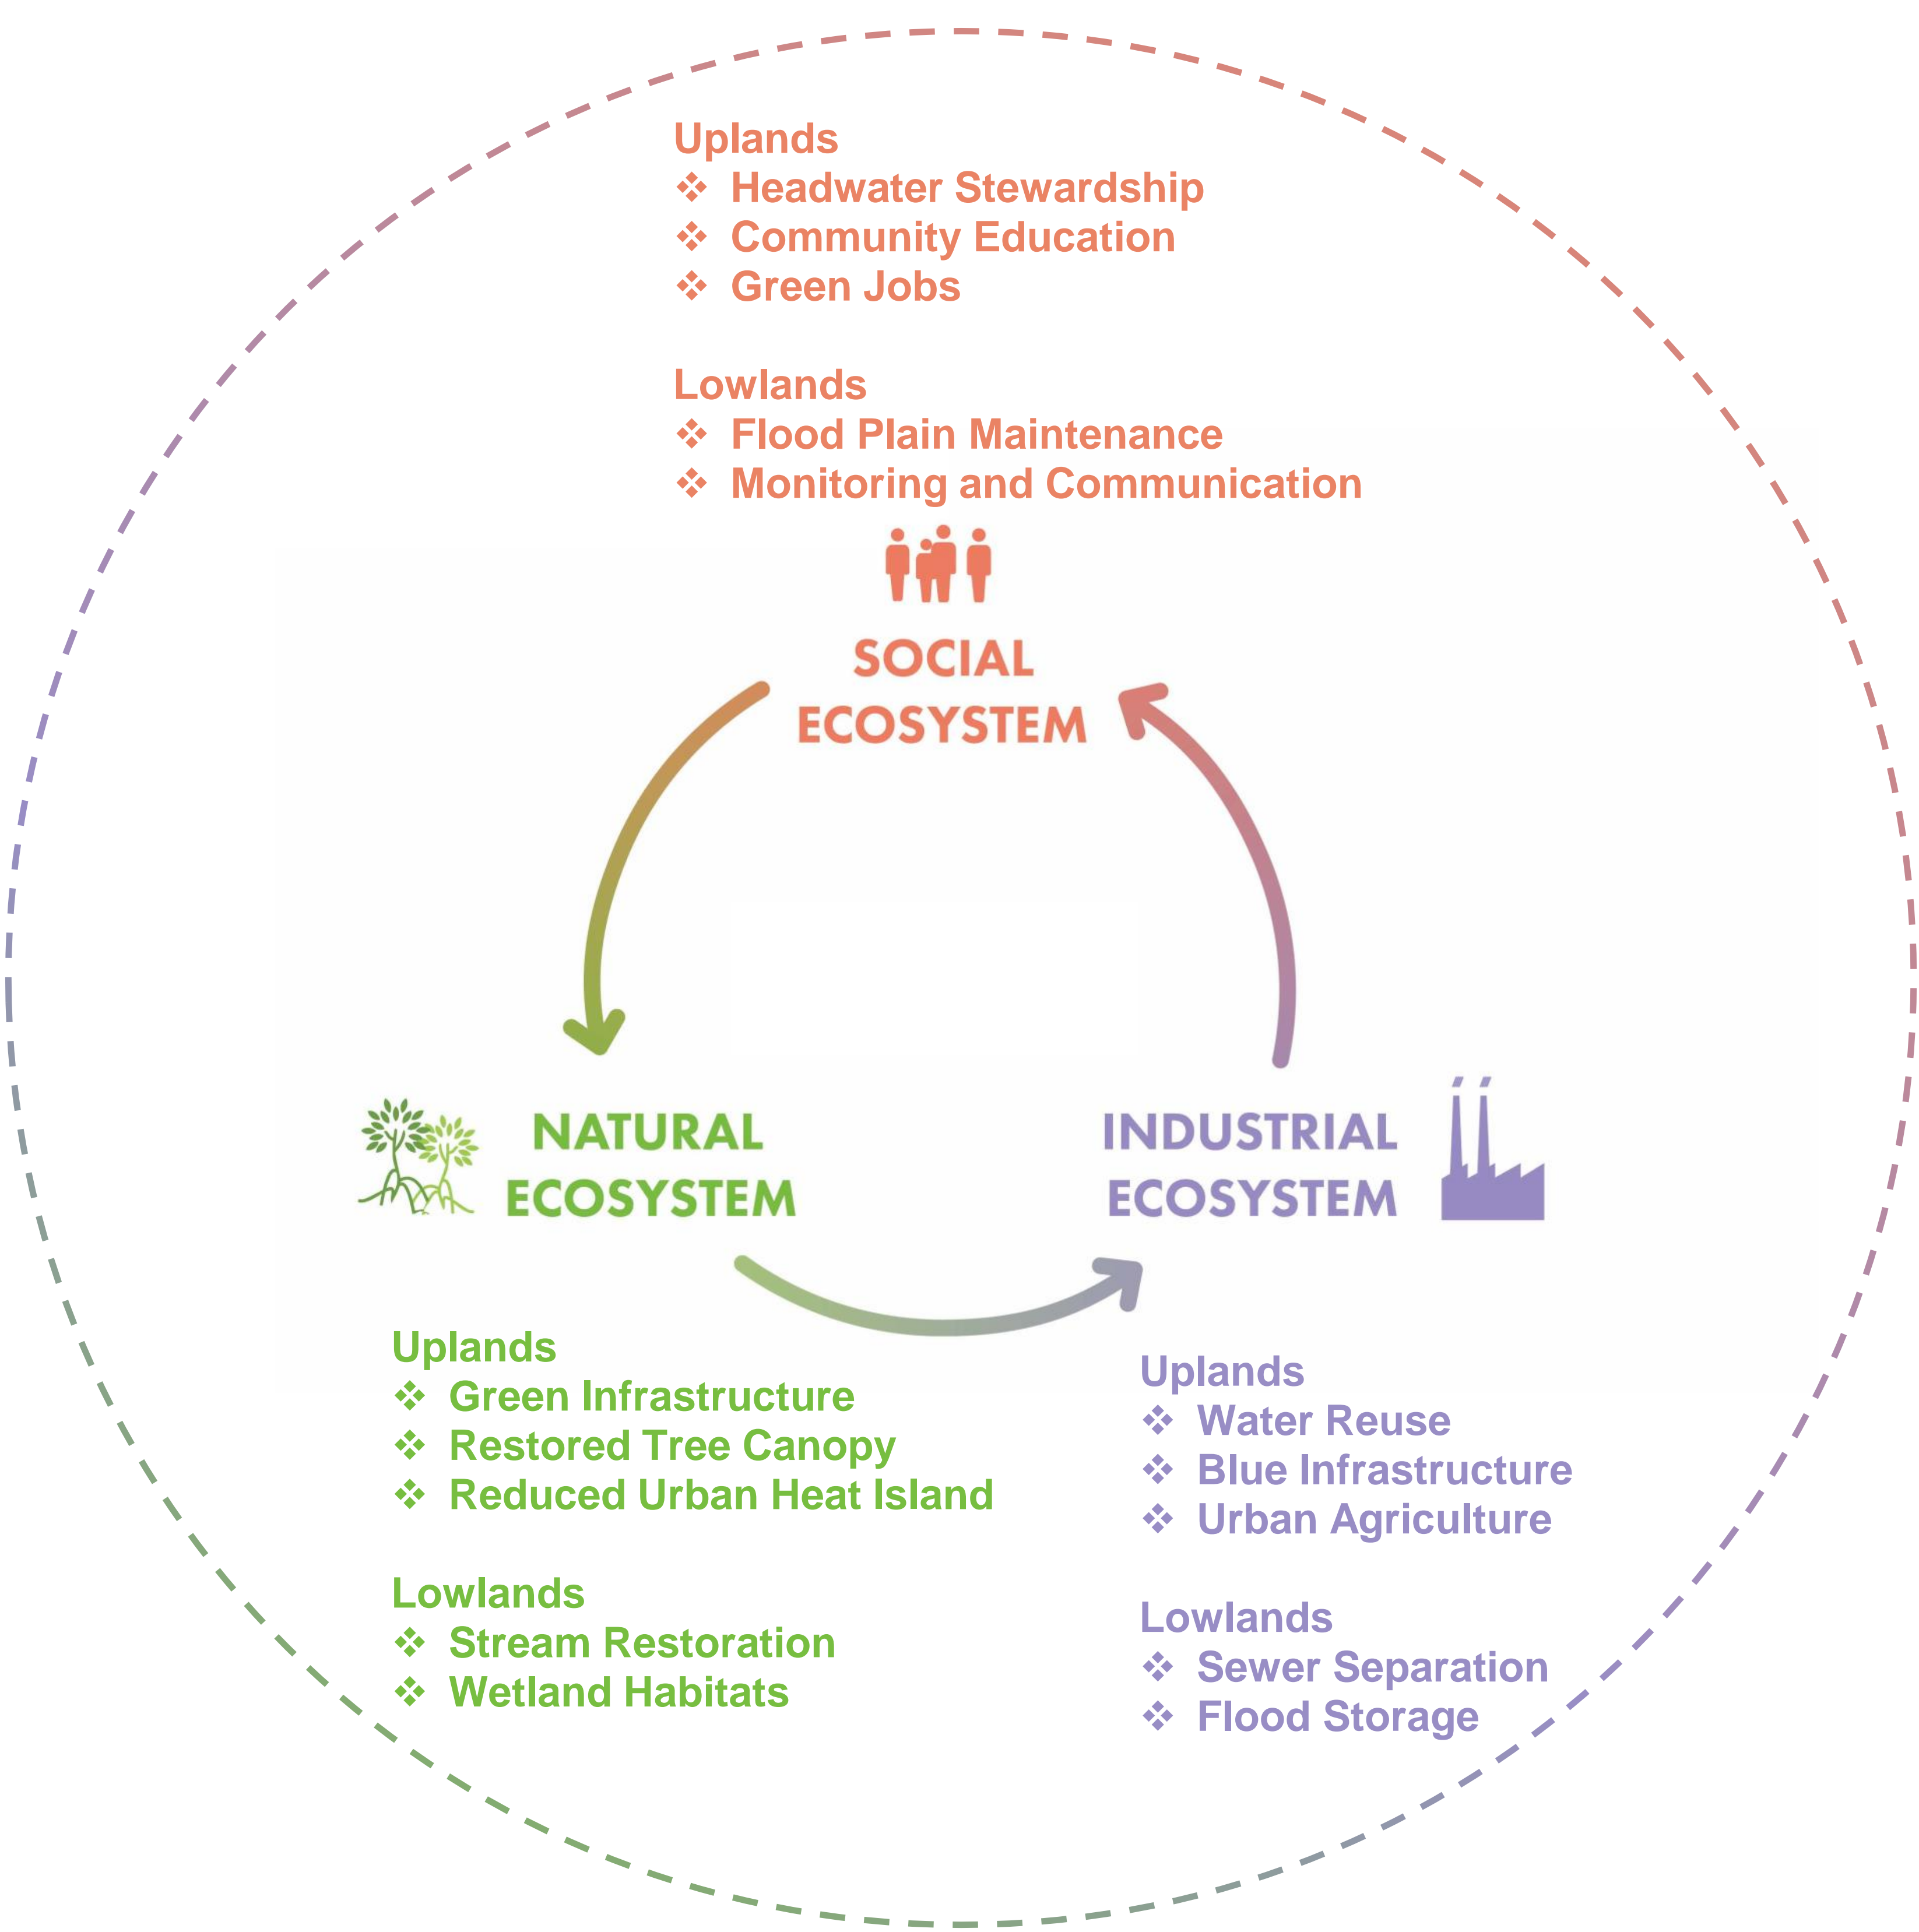 Uplands
❖ Headwater Stewardship
❖ Community Education
❖ Green Jobs
Lowlands
❖ Flood Plain Maintenance
❖ Monitoring and Communication
SOCIAL
ECOSYSTEM
NATURAL
ECOSYSTEM
INDUSTRIAL
ECOSYSTEM
Uplands
❖ Green Infrastructure
❖ Restored Tree Canopy
❖ Reduced Urban Heat Island
Lowlands
❖ Stream Restoration
❖ Wetland Habitats
Uplands
❖ Water Reuse
❖ Blue Infrastructure
❖ Urban Agriculture
Lowlands
❖ Sewer Separation
❖ Flood Storage